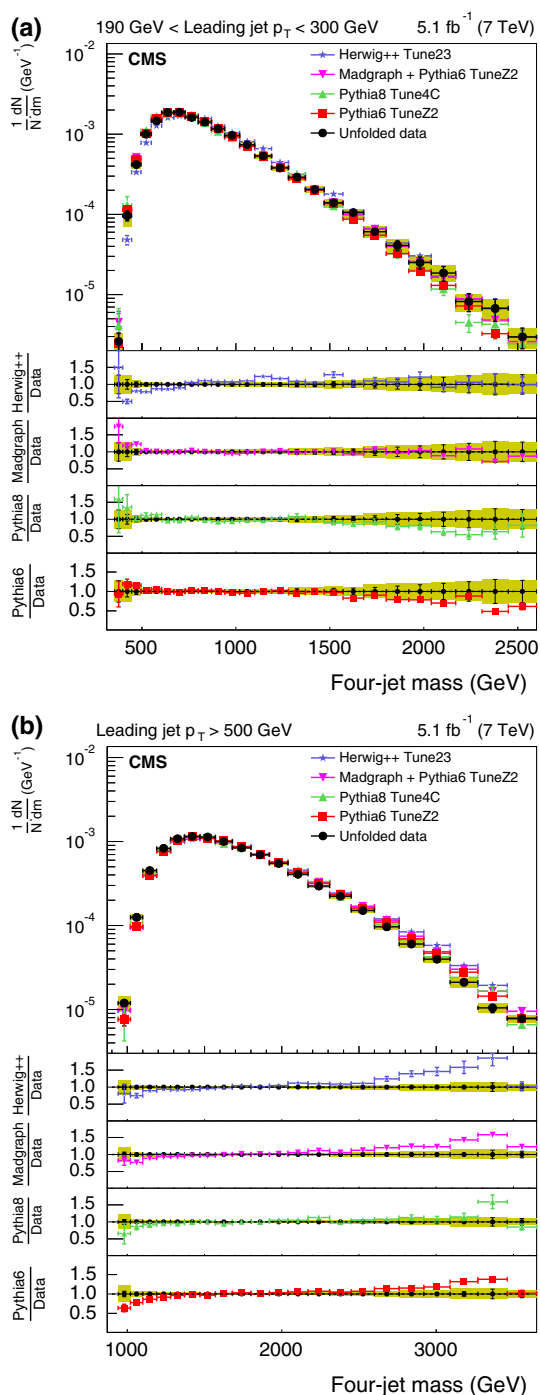 (a)
190 GeV < Leading jet p_T < 300 GeV 5.1 fb⁻¹ (7 TeV)
CMS
Herwig++ Tune23
Madgraph + Pythia6 TuneZ2
Pythia8 Tune4C
Pythia6 TuneZ2
Unfolded data
1/N dN/dm (GeV⁻¹)
10⁻²
10⁻³
10⁻⁴
10⁻⁵
Herwig++
Data
1.5
1.0
0.5
Madgraph
Data
1.5
1.0
0.5
Pythia8
Data
1.5
1.0
0.5
Pythia6
Data
1.5
1.0
0.5
500 1000 1500 2000 2500
Four-jet mass (GeV)
(b)
Leading jet p_T > 500 GeV 5.1 fb⁻¹ (7 TeV)
CMS
Herwig++ Tune23
Madgraph + Pythia6 TuneZ2
Pythia8 Tune4C
Pythia6 TuneZ2
Unfolded data
1/N dN/dm (GeV⁻¹)
10⁻²
10⁻³
10⁻⁴
10⁻⁵
Herwig++
Data
1.5
1.0
0.5
Madgraph
Data
1.5
1.0
0.5
Pythia8
Data
1.5
1.0
0.5
Pythia6
Data
1.5
1.0
0.5
1000 2000 3000
Four-jet mass (GeV)